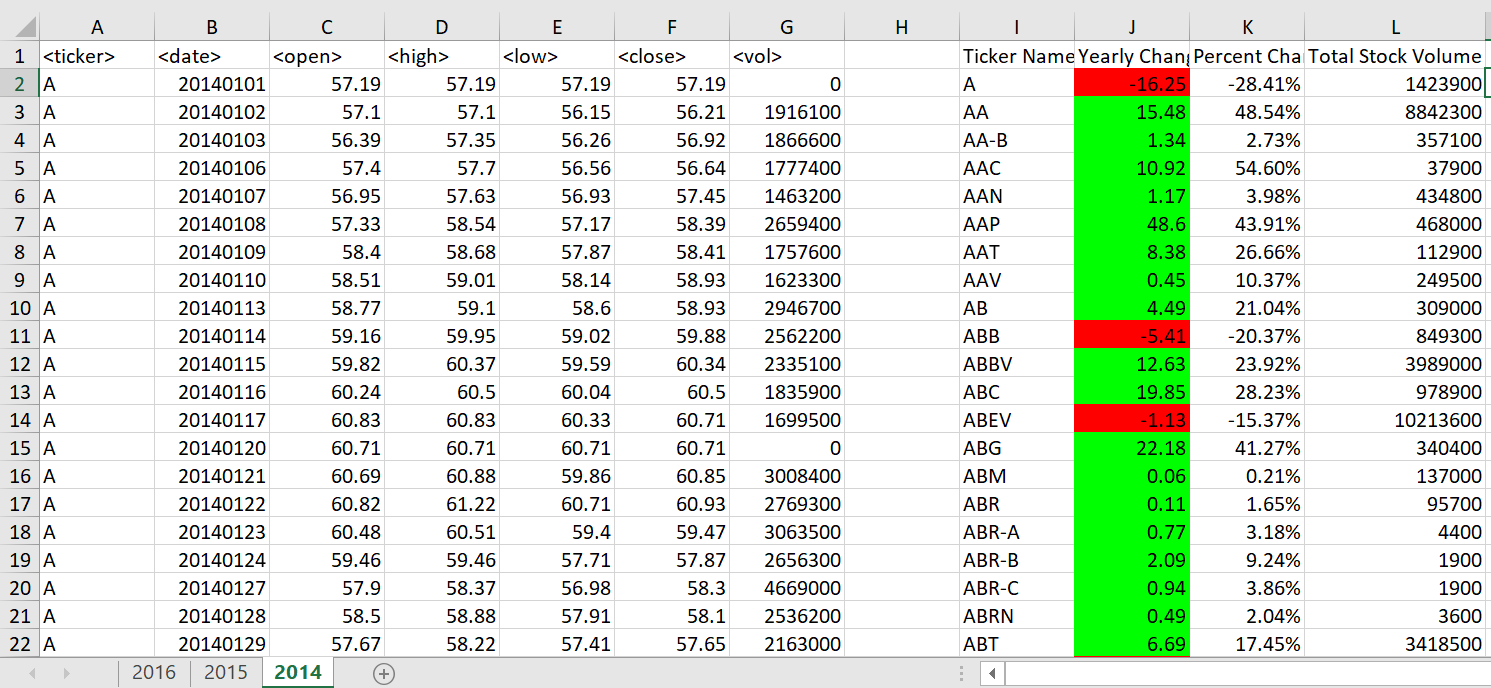 A B C D E F G H I J K L
1 <ticker> <date> <open> <high> <low> <close> <vol> Ticker Name Yearly Chang Percent Cha Total Stock Volume
2 A 20140101 57.19 57.19 57.19 57.19 0 A -16.25 -28.41% 1423900
3 A 20140102 57.1 57.1 56.15 56.21 1916100 AA 15.48 48.54% 8842300
4 A 20140103 56.39 57.35 56.26 56.92 1866600 AA-B 1.34 2.73% 357100
5 A 20140106 57.4 57.7 56.56 56.64 1777400 AAC 10.92 54.60% 37900
6 A 20140107 56.95 57.63 56.93 57.45 1463200 AAN 1.17 3.98% 434800
7 A 20140108 57.33 58.54 57.17 58.39 2659400 AAP 48.6 43.91% 468000
8 A 20140109 58.4 58.68 57.87 58.41 1757600 AAT 8.38 26.66% 112900
9 A 20140110 58.51 59.01 58.14 58.93 1623300 AAV 0.45 10.37% 249500
10 A 20140113 58.77 59.1 58.6 58.93 2946700 AB 4.49 21.04% 309000
11 A 20140114 59.16 59.95 59.02 59.88 2562200 ABB -5.41 -20.37% 849300
12 A 20140115 59.82 60.37 59.59 60.34 2335100 ABBV 12.63 23.92% 3989000
13 A 20140116 60.24 60.5 60.04 60.5 1835900 ABC 19.85 28.23% 978900
14 A 20140117 60.83 60.83 60.33 60.71 1699500 ABEV -1.13 -15.37% 10213600
15 A 20140120 60.71 60.71 60.71 60.71 0 ABG 22.18 41.27% 340400
16 A 20140121 60.69 60.88 59.86 60.85 3008400 ABM 0.06 0.21% 137000
17 A 20140122 60.82 61.22 60.71 60.93 2769300 ABR 0.11 1.65% 95700
18 A 20140123 60.48 60.51 59.4 59.47 3063500 ABR-A 0.77 3.18% 4400
19 A 20140124 59.46 59.46 57.71 57.87 2656300 ABR-B 2.09 9.24% 1900
20 A 20140127 57.9 58.37 56.98 58.3 4669000 ABR-C 0.94 3.86% 1900
21 A 20140128 58.5 58.88 57.91 58.1 2536200 ABRN 0.49 2.04% 3600
22 A 20140129 57.67 58.22 57.41 57.65 2163000 ABT 6.69 17.45% 3418500
2016 2015 2014